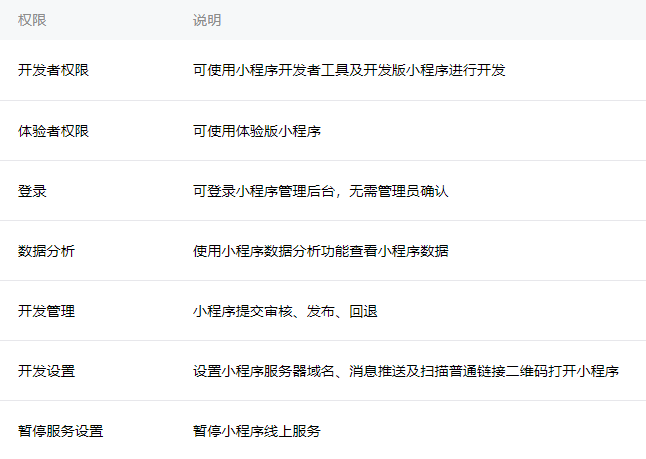 权限 说明
开发者权限 可使用小程序开发者工具及开发版小程序进行开发
体验者权限 可使用体验版小程序
登录 可登录小程序管理后台，无需管理员确认
数据分析 使用小程序数据分析功能查看小程序数据
开发管理 小程序提交审核、发布、回退
开发设置 设置小程序服务器域名、消息推送及扫描普通链接二维码打开小程序
暂停服务设置 暂停小程序线上服务